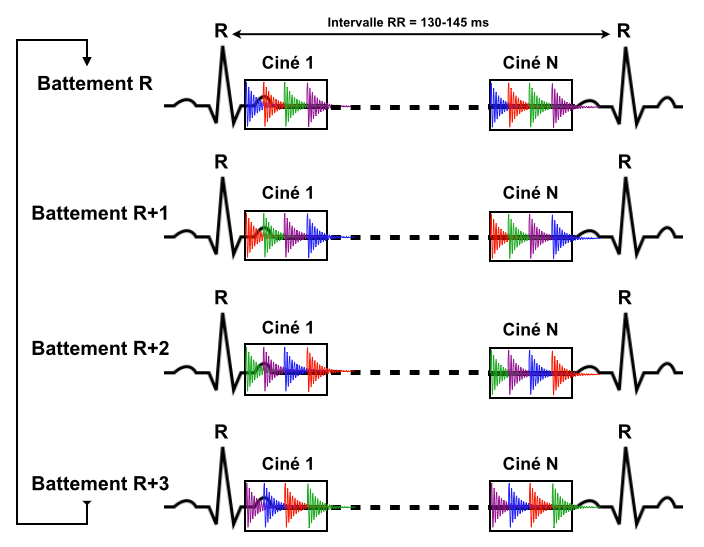 Intervalle RR = 130-145 ms
R R
Ciné 1 Ciné N
Battement R
R R
Ciné 1 Ciné N
Battement R+1
R R
Ciné 1 Ciné N
Battement R+2
R R
Ciné 1 Ciné N
Battement R+3